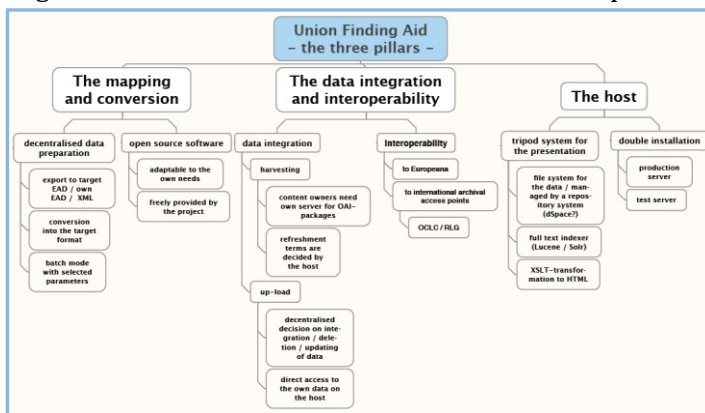 Union Finding Aid
– the three pillars –
The mapping
and conversion
The data integration
and interoperability
The host
decentralised data
preparation
open source software
data integration
Interoperability
tripod system for
the presentation
double installation
export to target
EAD / own
EAD / XML
conversion
into the target
format
batch mode
with selected
parameters
adaptable to the
own needs
freely provided by
the project
harvesting
content owners need
own server for OAI-
packages
refreshment
terms are
decided by
the host
up-load
decentralised
decision on inte-
gration / dele-
tion / updating
of data
direct access to
the own data on
the host
to Europeana
to international archival
access points
OCLC / RLG
file system for
the data / man-
aged by a repos-
itory system
(dSpace?)
full text indexer
(Lucene / Solr)
XSLT-transfor-
mation to HTML
production
server
test server